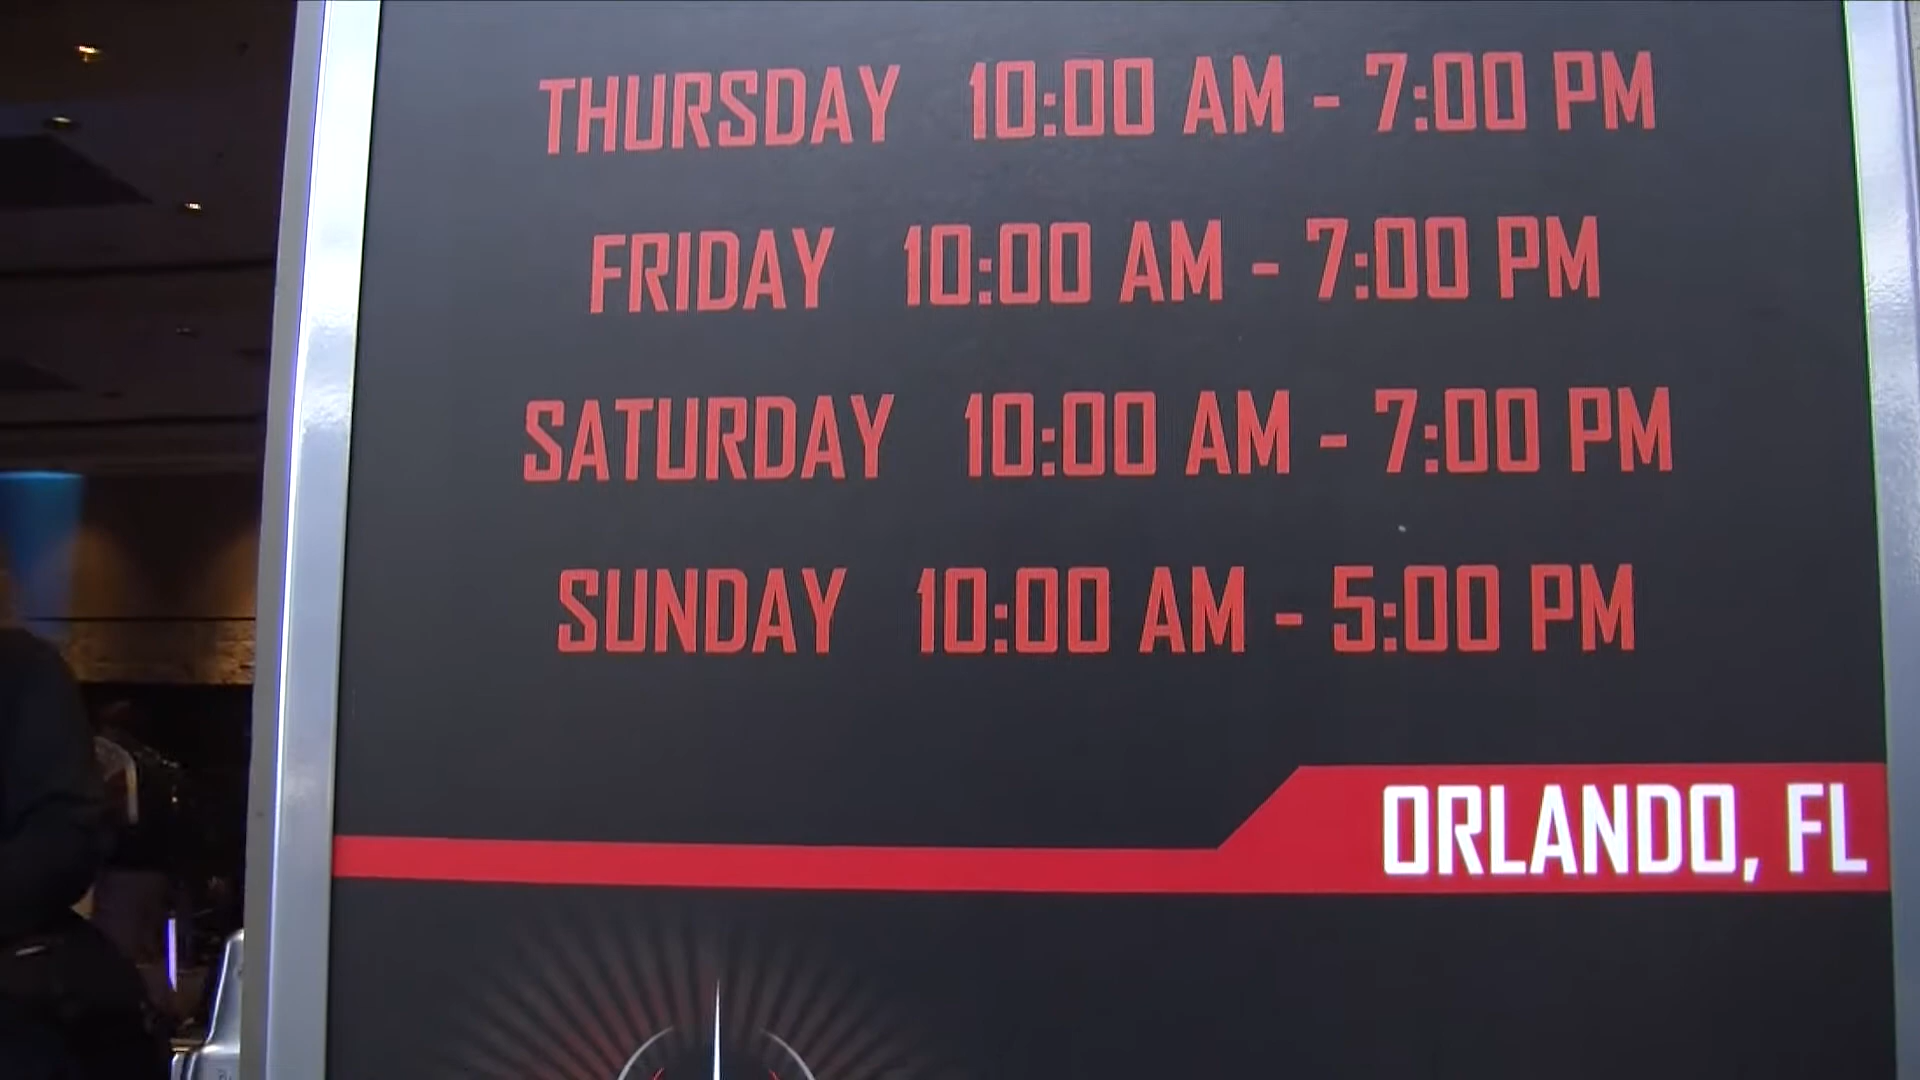 THURSDAY 10:00 AM - 7:00 PM
FRIDAY 10:00 AM - 7:00 PM
SATURDAY 10:00 AM - 7:00 PM
SUNDAY 10:00 AM - 5:00 PM
ORLANDO, FL